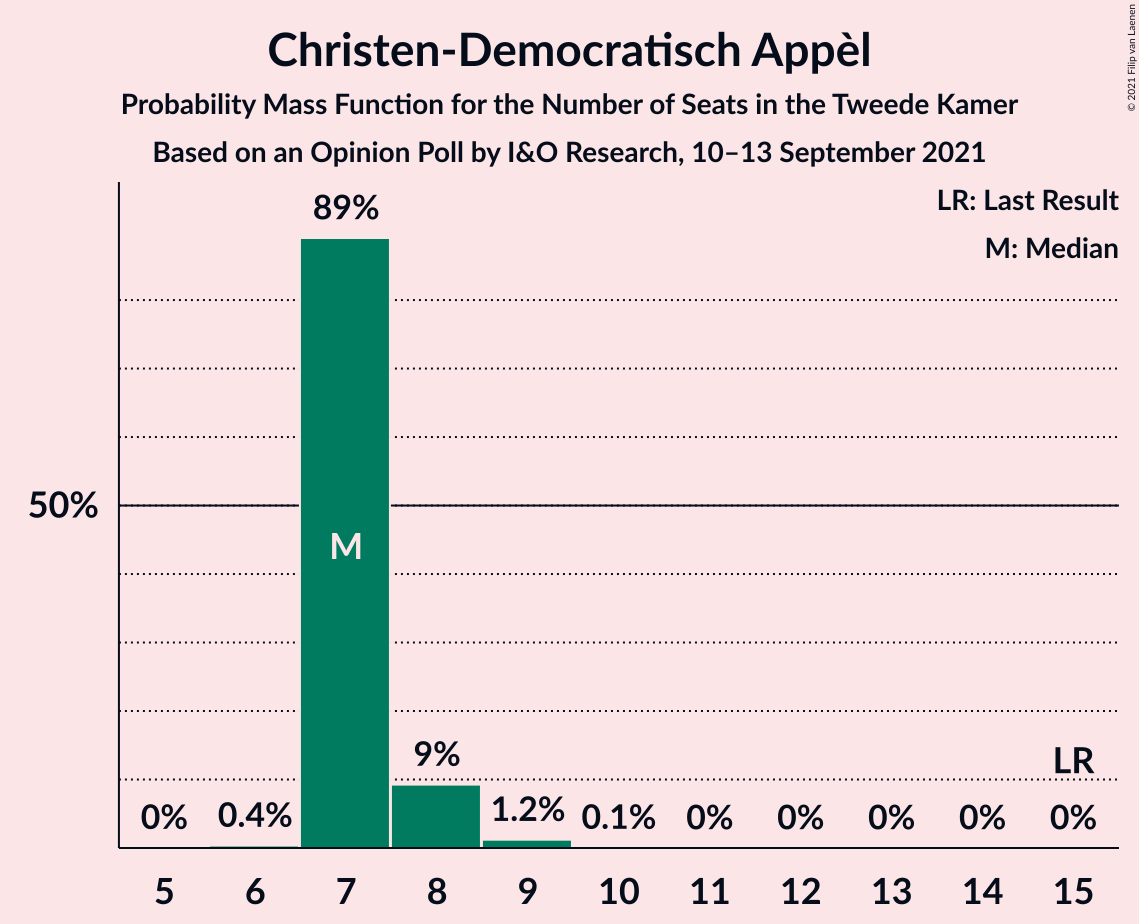 Christen-Democratisch Appèl
Probability Mass Function for the Number of Seats in the Tweede Kamer
Based on an Opinion Poll by I&O Research, 10–13 September 2021
© 2021 Filip van Laenen
LR: Last Result
M: Median
89%
50%
M
9%
LR
0% 0.4% 1.2% 0.1% 0% 0% 0% 0% 0%
5 6 7 8 9 10 11 12 13 14 15